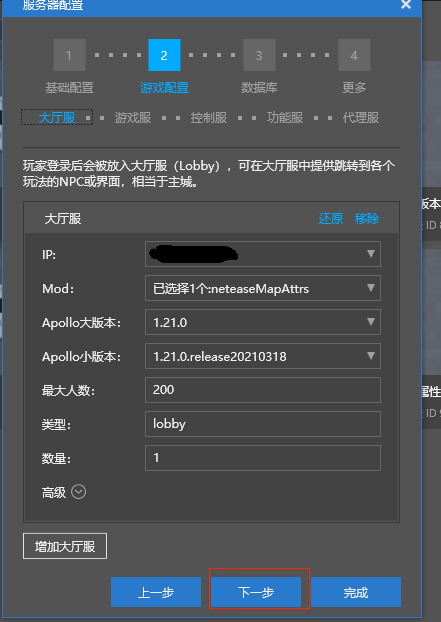 服务器配置
1 2 3 4
基础配置 游戏配置 数据库 更多
大厅服 游戏服 控制服 功能服 代理服
玩家登录后会被放入大厅服（Lobby），可在大厅服中提供跳转到各个
玩法的NPC或界面，相当于主城。
版本
ID
大厅服 还原 移除
IP:
Mod： 已选择1个:neteaseMapAttrs
Apollo大版本： 1.21.0
Apollo小版本： 1.21.0.release20210318
最大人数： 200
属性
ID
类型： lobby
数量： 1
高级
增加大厅服
上一步 下一步 完成